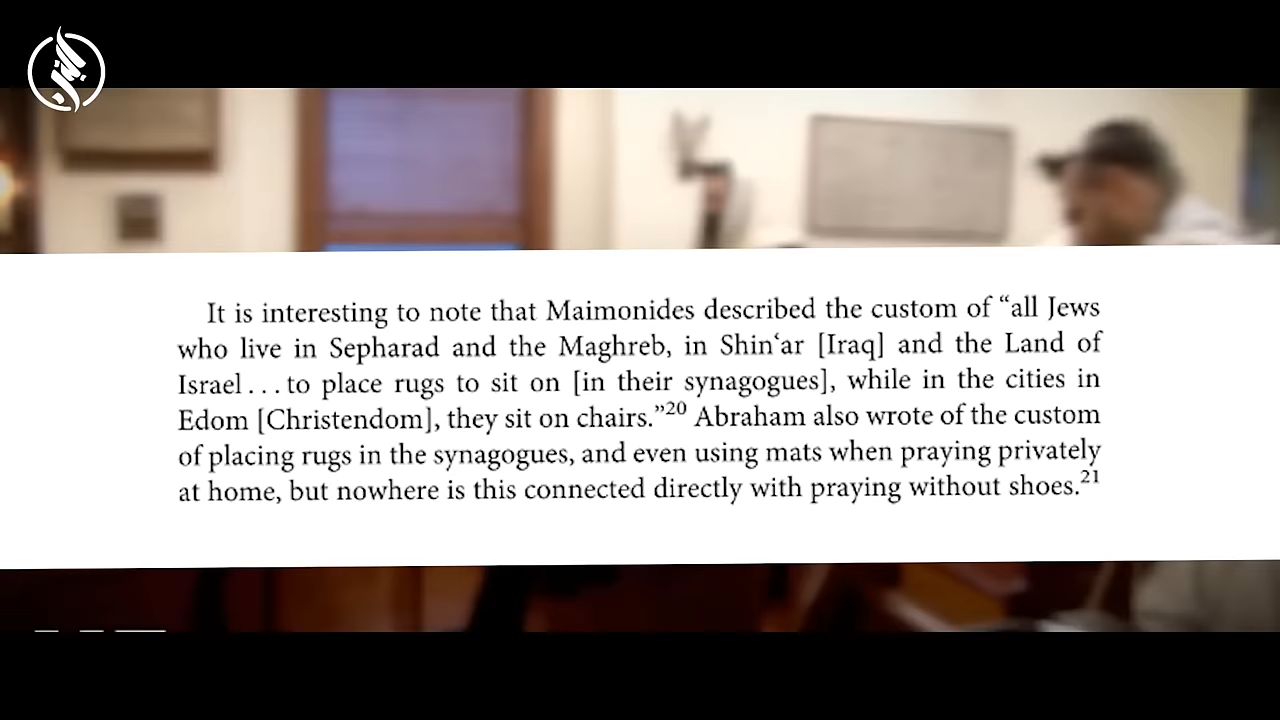 It is interesting to note that Maimonides described the custom of “all Jews
who live in Sepharad and the Maghreb, in Shin‘ar [Iraq] and the Land of
Israel . . . to place rugs to sit on [in their synagogues], while in the cities in
Edom [Christendom], they sit on chairs.”20 Abraham also wrote of the custom
of placing rugs in the synagogues, and even using mats when praying privately
at home, but nowhere is this connected directly with praying without shoes.21